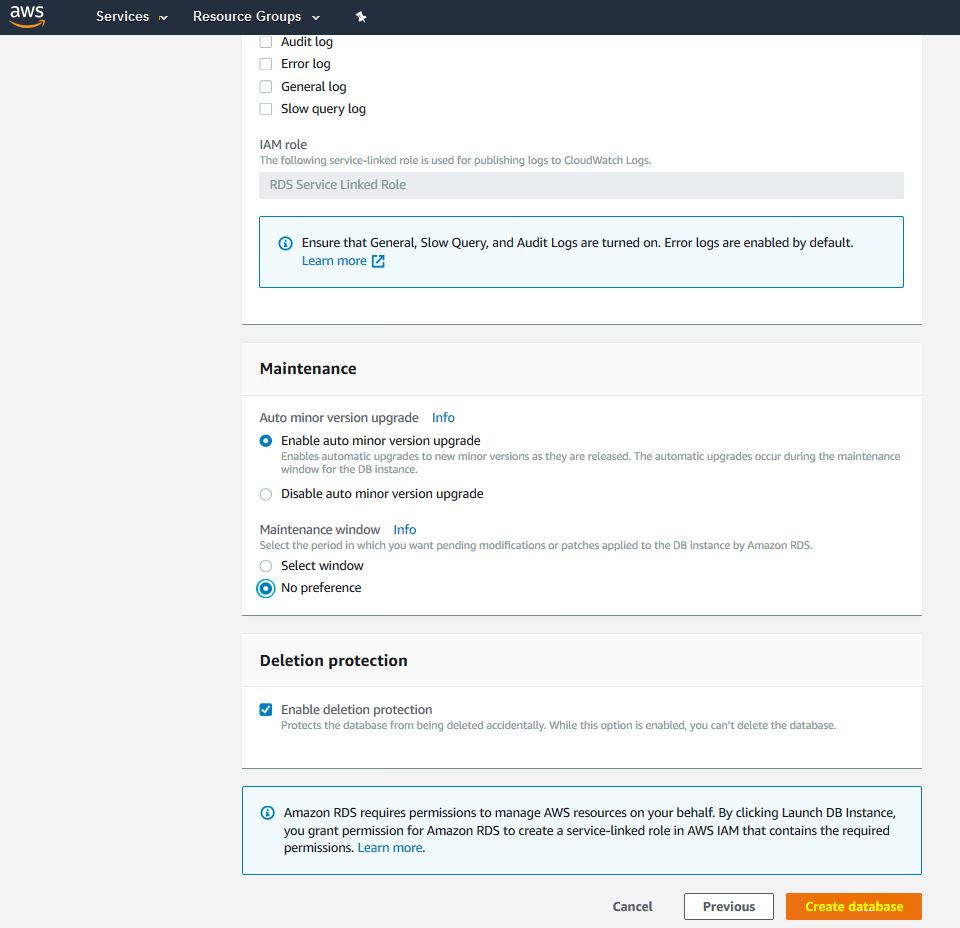 aws Services Resource Groups
Audit log
Error log
General log
Slow query log
IAM role
The following service-linked role is used for publishing logs to CloudWatch Logs.
RDS Service Linked Role
Ensure that General, Slow Query, and Audit Logs are turned on. Error logs are enabled by default.
Learn more
Maintenance
Auto minor version upgrade Info
Enable auto minor version upgrade
Enables automatic upgrades to new minor versions as they are released. The automatic upgrades occur during the maintenance
window for the DB instance.
Disable auto minor version upgrade
Maintenance window Info
Select the period in which you want pending modifications or patches applied to the DB instance by Amazon RDS.
Select window
No preference
Deletion protection
Enable deletion protection
Protects the database from being deleted accidentally. While this option is enabled, you can't delete the database.
Amazon RDS requires permissions to manage AWS resources on your behalf. By clicking Launch DB Instance,
you grant permission for Amazon RDS to create a service-linked role in AWS IAM that contains the required
permissions. Learn more.
Cancel Previous Create database